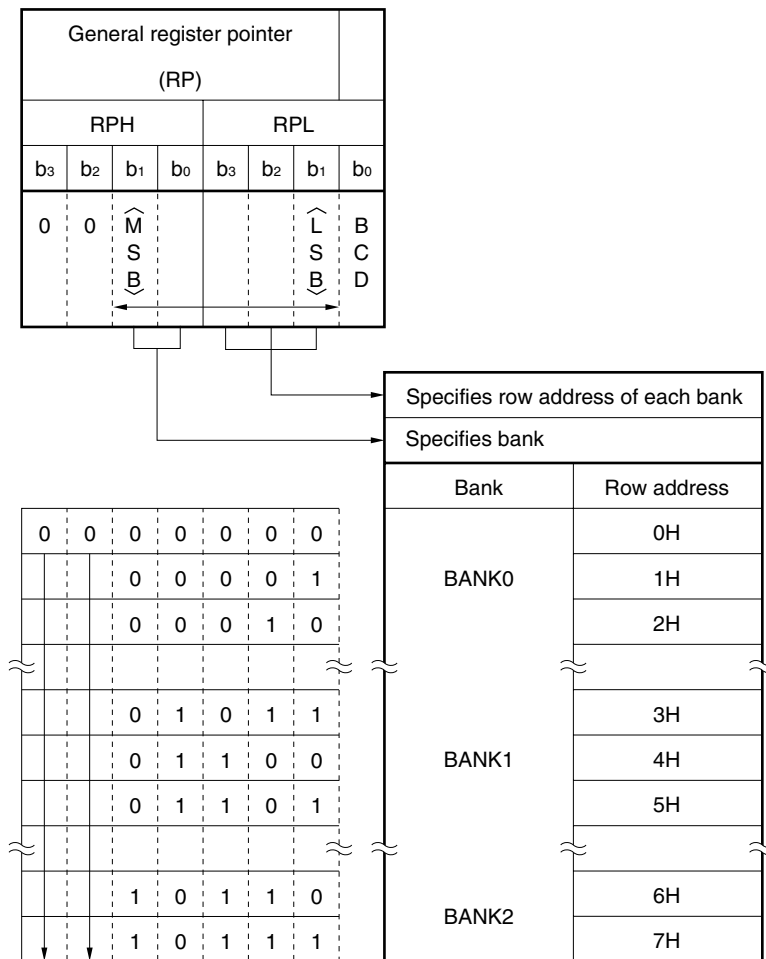 General register pointer
(RP)
RPH RPL
b3 b2 b1 b0 b3 b2 b1 b0
0 0 M L B
S S C
B B D
Specifies row address of each bank
Specifies bank
Bank Row address
0 0 0 0 0 0 0 0H
0 0 0 0 1 BANK0 1H
0 0 0 1 0 2H
0 1 0 1 1 3H
0 1 1 0 0 BANK1 4H
0 1 1 0 1 5H
1 0 1 1 0 6H
BANK2
1 0 1 1 1 7H